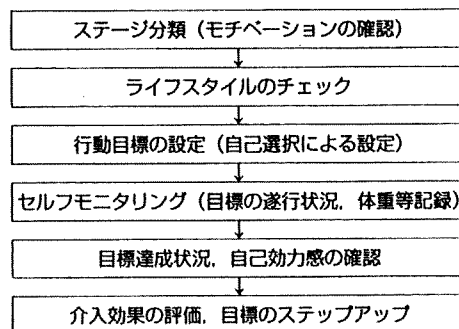 ステージ分類（モチベーションの確認）
ライフスタイルのチェック
行動目標の設定（自己選択による設定）
セルフモニタリング（目標の遂行状況，体重等記録）
目標達成状況，自己効力感の確認
介入効果の評価，目標のステップアップ